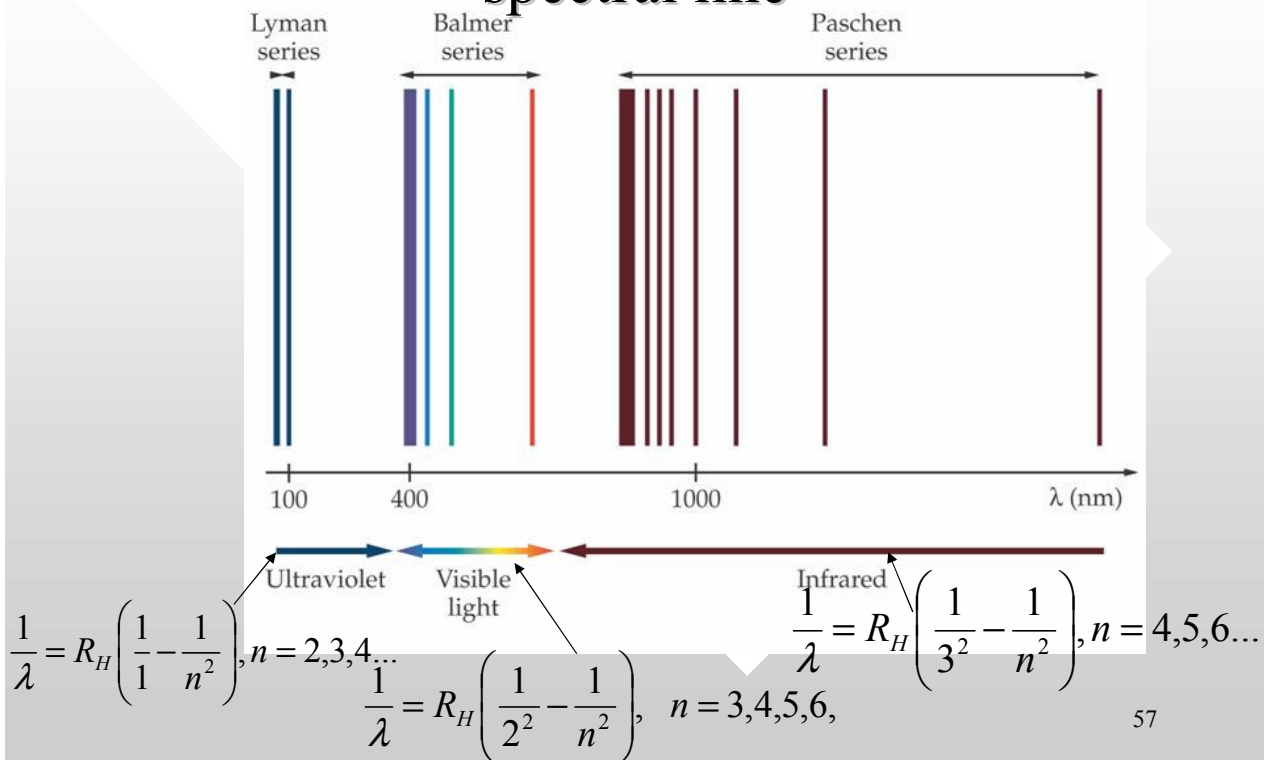 spectral line
Lyman series
Balmer series
Paschen series
100 400 1000 λ (nm)
Ultraviolet
Visible light
Infrared
1/λ = R_H (1/1 − 1/n²), n = 2,3,4...
1/λ = R_H (1/2² − 1/n²), n = 3,4,5,6,
1/λ = R_H (1/3² − 1/n²), n = 4,5,6...
57